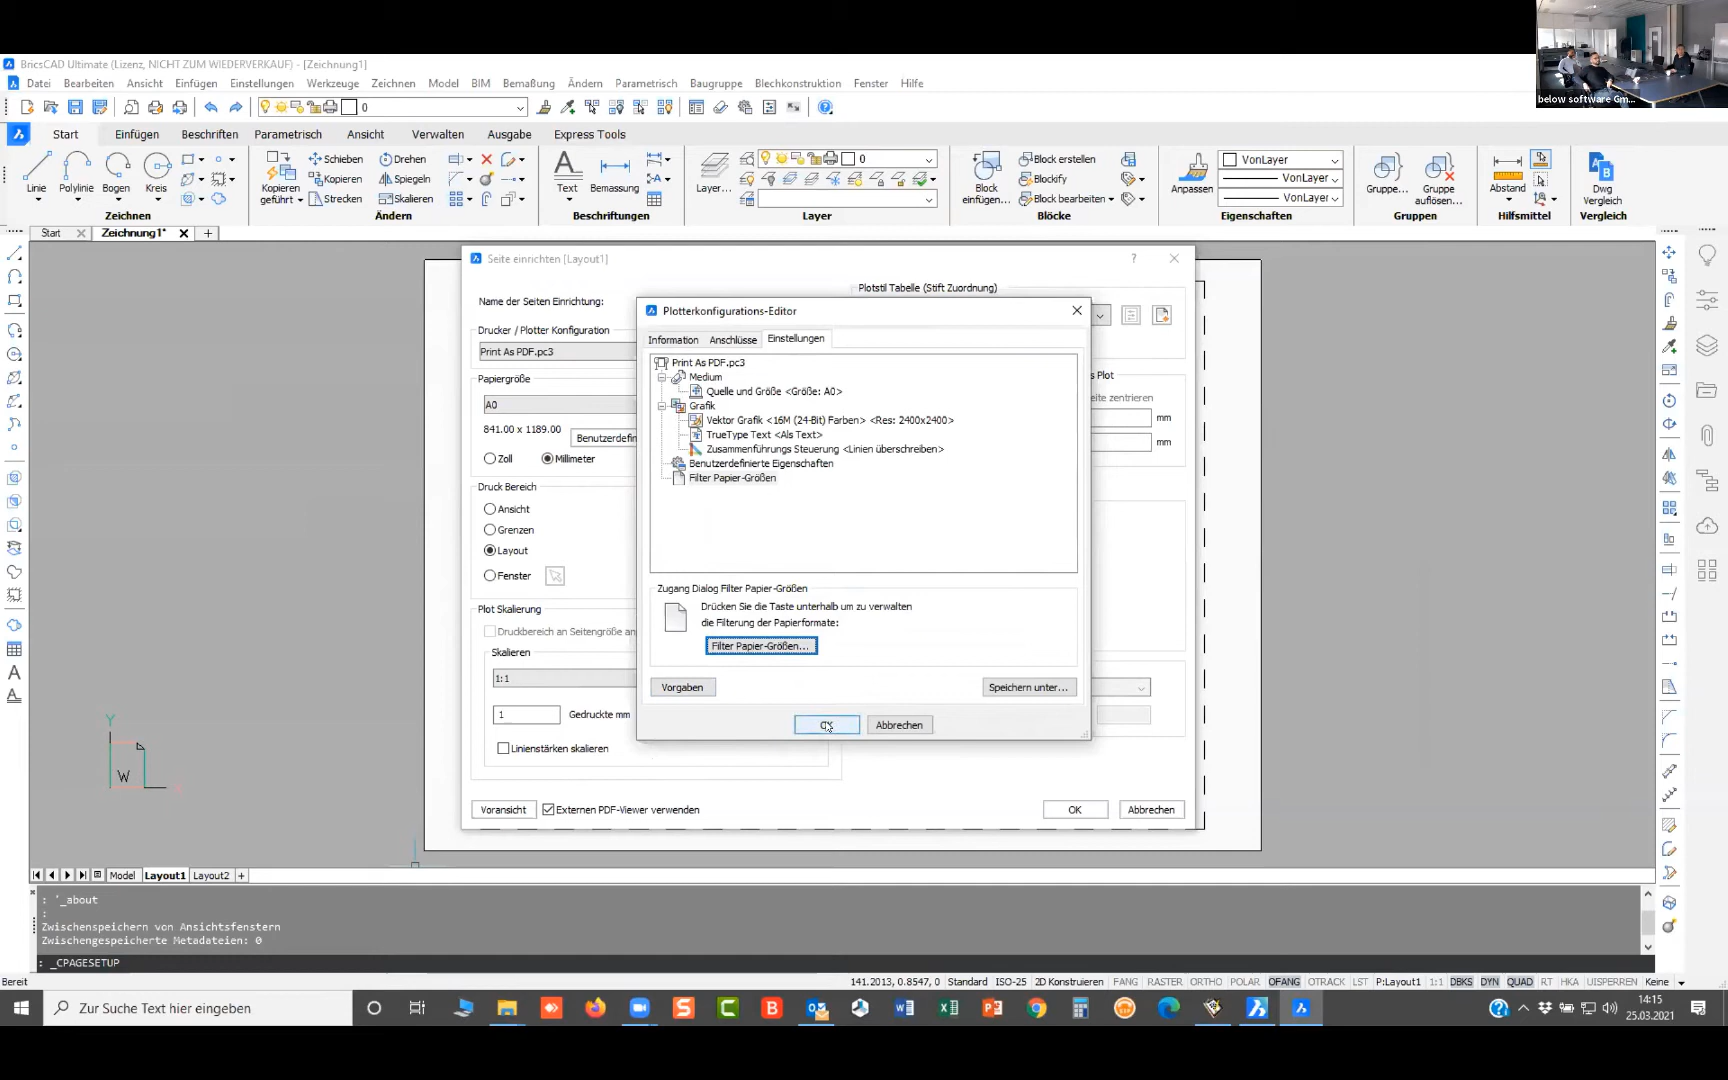 below software Gm...
BricsCAD Ultimate (Lizenz, NICHT ZUM WIEDERVERKAUF) - [Zeichnung1]
Datei Bearbeiten Ansicht Einfügen Einstellungen Werkzeuge Zeichnen Model BIM Bemaßung Ändern Parametrisch Baugruppe Blechkonstruktion Fenster Hilfe
0
Start Einfügen Beschriften Parametrisch Ansicht Verwalten Ausgabe Express Tools
Linie Polylinie Bogen Kreis
Zeichnen
Kopieren geführt
Schieben Drehen
Kopieren Spiegeln
Strecken Skalieren
Ändern
Text Bemassung
Beschriftungen
Layer...
0
Layer
Block einfügen...
Block erstellen
Blockify
Block bearbeiten
Blöcke
Anpassen
VonLayer
VonLayer
VonLayer
Eigenschaften
Gruppe... Gruppe auflösen...
Gruppen
Abstand
Hilfsmittel
Dwg Vergleich
Vergleich
Start Zeichnung1*
Seite einrichten [Layout1]
Name der Seiten Einrichtung:
Plotstil Tabelle (Stift Zuordnung)
Drucker / Plotter Konfiguration
Print As PDF.pc3
Papiergröße
A0
841.00 x 1189.00
Benutzerdefin
Zoll Millimeter
Druck Bereich
Ansicht
Grenzen
Layout
Fenster
Plot Skalierung
Druckbereich an Seitengröße an
Skalieren
1:1
1 Gedruckte mm
Linienstärken skalieren
s Plot
eite zentrieren
mm
mm
Voransicht Externen PDF-Viewer verwenden OK Abbrechen
Plotterkonfigurations-Editor
Information Anschlüsse Einstellungen
Print As PDF.pc3
Medium
Quelle und Größe <Größe: A0>
Grafik
Vektor Grafik <16M (24-Bit) Farben> <Res: 2400x2400>
TrueType Text <Als Text>
Zusammenführungs Steuerung <Linien überschreiben>
Benutzerdefinierte Eigenschaften
Filter Papier-Größen
Zugang Dialog Filter Papier-Größen
Drücken Sie die Taste unterhalb um zu verwalten
die Filterung der Papierformate:
Filter Papier-Größen...
Vorgaben Speichern unter...
OK Abbrechen
Y
W
X
Model Layout1 Layout2 +
: '_about
:
Zwischenspeichern von Ansichtsfenstern
Zwischengespeicherte Metadateien: 0
: _CPAGESETUP
Bereit 141.2013, 0.8547, 0 Standard ISO-25 2D Konstruieren FANG RASTER ORTHO POLAR OFANG OTRACK LST P:Layout1 1:1 DBKS DYN QUAD RT HKA UISPERREN Keine
Zur Suche Text hier eingeben
14:15
25.03.2021